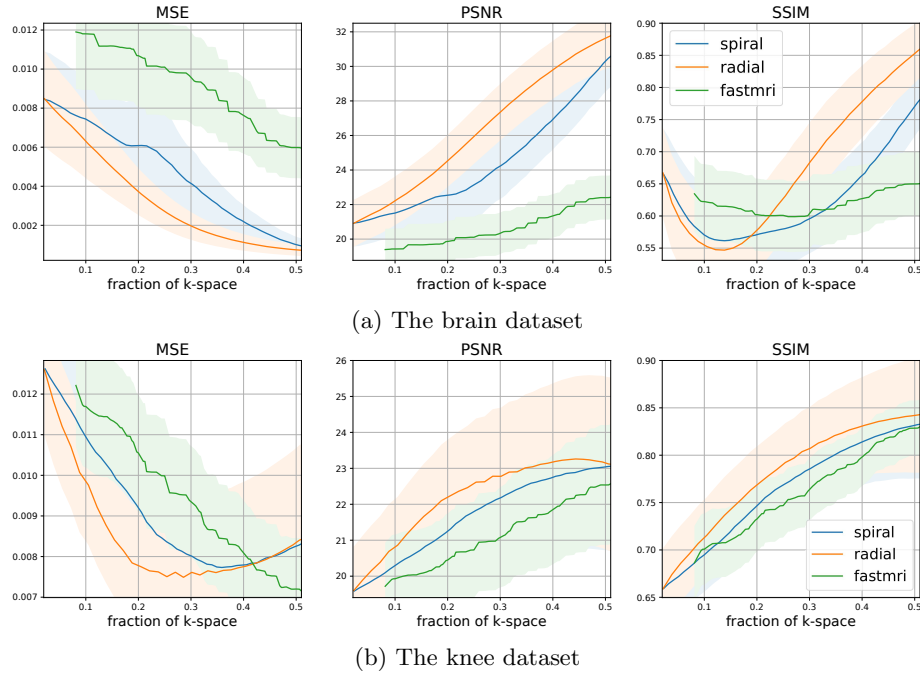 MSE
PSNR
SSIM
0.012
0.010
0.008
0.006
0.004
0.002
32
30
28
26
24
22
20
0.90
0.85
0.80
0.75
0.70
0.65
0.60
0.55
spiral
radial
fastmri
0.1 0.2 0.3 0.4 0.5
0.1 0.2 0.3 0.4 0.5
0.1 0.2 0.3 0.4 0.5
fraction of k-space
fraction of k-space
fraction of k-space
(a) The brain dataset
MSE
PSNR
SSIM
0.012
0.011
0.010
0.009
0.008
0.007
26
25
24
23
22
21
20
0.90
0.85
0.80
0.75
0.70
0.65
spiral
radial
fastmri
0.1 0.2 0.3 0.4 0.5
0.1 0.2 0.3 0.4 0.5
0.1 0.2 0.3 0.4 0.5
fraction of k-space
fraction of k-space
fraction of k-space
(b) The knee dataset